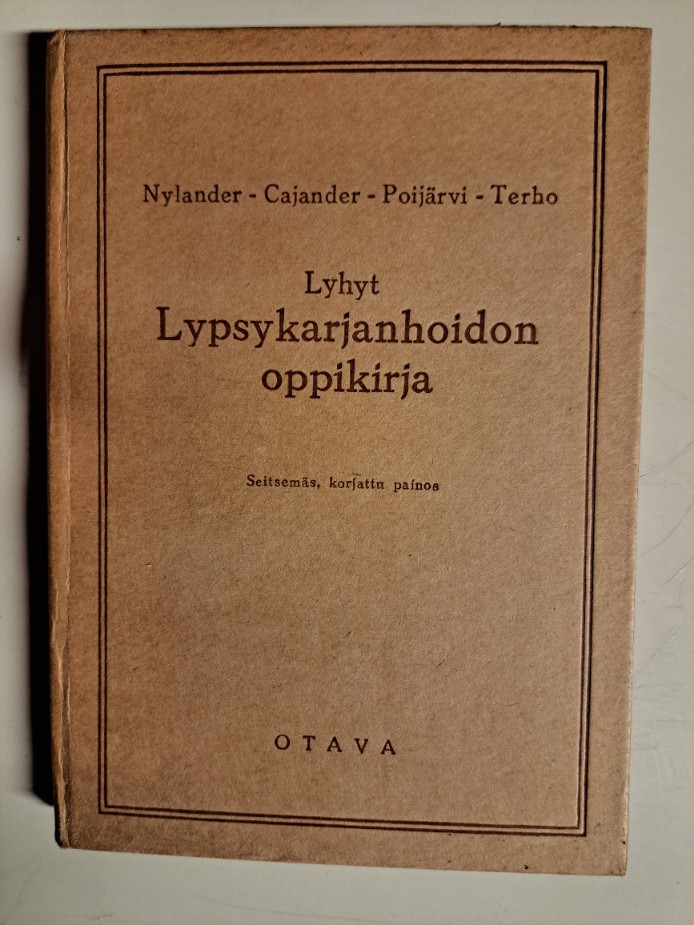 Nylander - Cajander - Poijärvi - Terho
Lyhyt
Lypsykarjanhoidon
oppikirja
Seitsemäs, korjattu painos
OTAVA